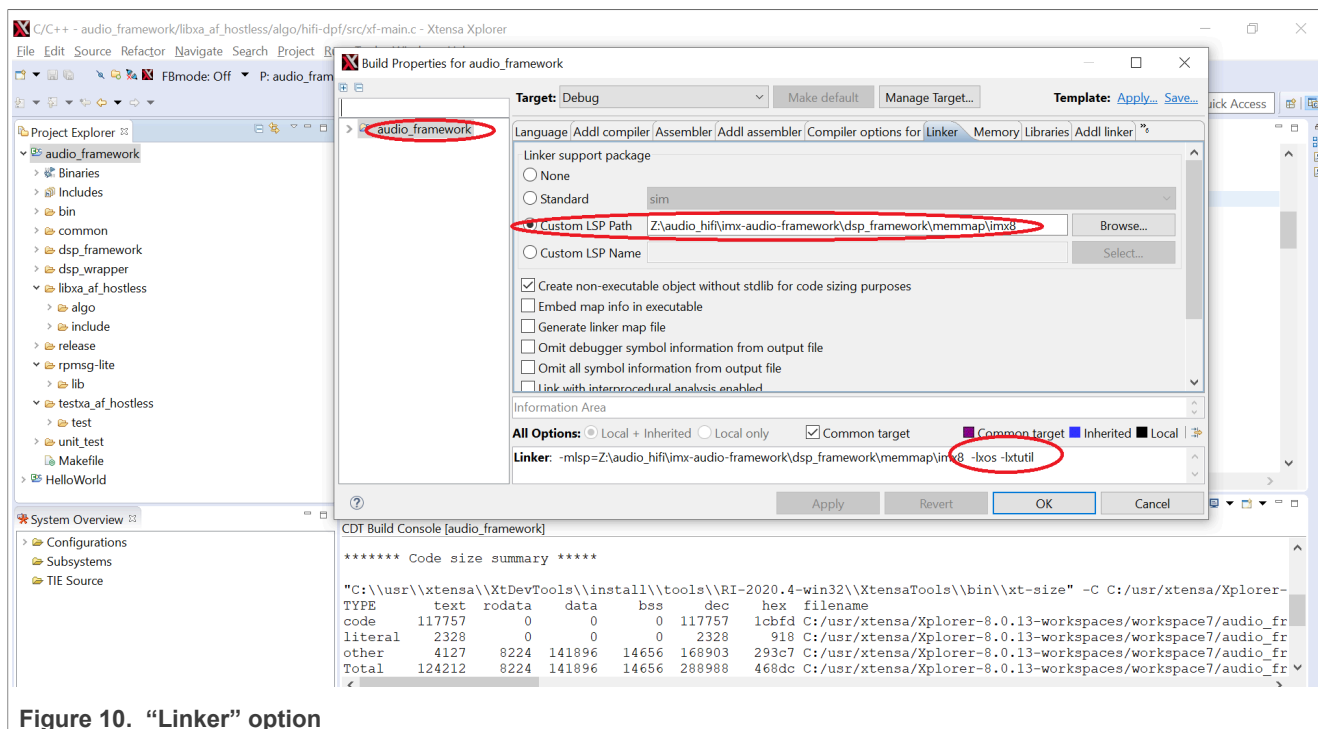 C/C++ - audio_framework/libxa_af_hostless/algo/hifi-dpf/src/xf-main.c - Xtensa Xplorer
File Edit Source Refactor Navigate Search Project
FBmode: Off P: audio_fram
Quick Access
Project Explorer
audio_framework
Binaries
Includes
bin
common
dsp_framework
dsp_wrapper
libxa_af_hostless
algo
include
release
rpmsg-lite
lib
testxa_af_hostless
test
unit_test
Makefile
HelloWorld
System Overview
Configurations
Subsystems
TIE Source
Build Properties for audio_framework
audio_framework
Target: Debug Make default Manage Target... Template: Apply... Save...
Language Addl compiler Assembler Addl assembler Compiler options for Linker Memory Libraries Addl linker »6
Linker support package
None
Standard sim
Custom LSP Path Z:\audio_hifi\imx-audio-framework\dsp_framework\memmap\imx8 Browse...
Custom LSP Name Select...
Create non-executable object without stdlib for code sizing purposes
Embed map info in executable
Generate linker map file
Omit debugger symbol information from output file
Omit all symbol information from output file
Link with interprocedural analysis enabled
Information Area
All Options: Local + Inherited Local only Common target Common target Inherited Local
Linker: -mlsp=Z:\audio_hifi\imx-audio-framework\dsp_framework\memmap\imx8 -lxos -lxtutil
Apply Revert OK Cancel
CDT Build Console [audio_framework]
******* Code size summary *****
"C:\\usr\\xtensa\\XtDevTools\\install\\tools\\RI-2020.4-win32\\XtensaTools\\bin\\xt-size" -C C:/usr/xtensa/Xplorer-
TYPE text rodata data bss dec hex filename
code 117757 0 0 0 117757 1cbfd C:/usr/xtensa/Xplorer-8.0.13-workspaces/workspace7/audio_fr
literal 2328 0 0 0 2328 918 C:/usr/xtensa/Xplorer-8.0.13-workspaces/workspace7/audio_fr
other 4127 8224 141896 14656 168903 293c7 C:/usr/xtensa/Xplorer-8.0.13-workspaces/workspace7/audio_fr
Total 124212 8224 141896 14656 288988 468dc C:/usr/xtensa/Xplorer-8.0.13-workspaces/workspace7/audio_fr
Figure 10. “Linker” option